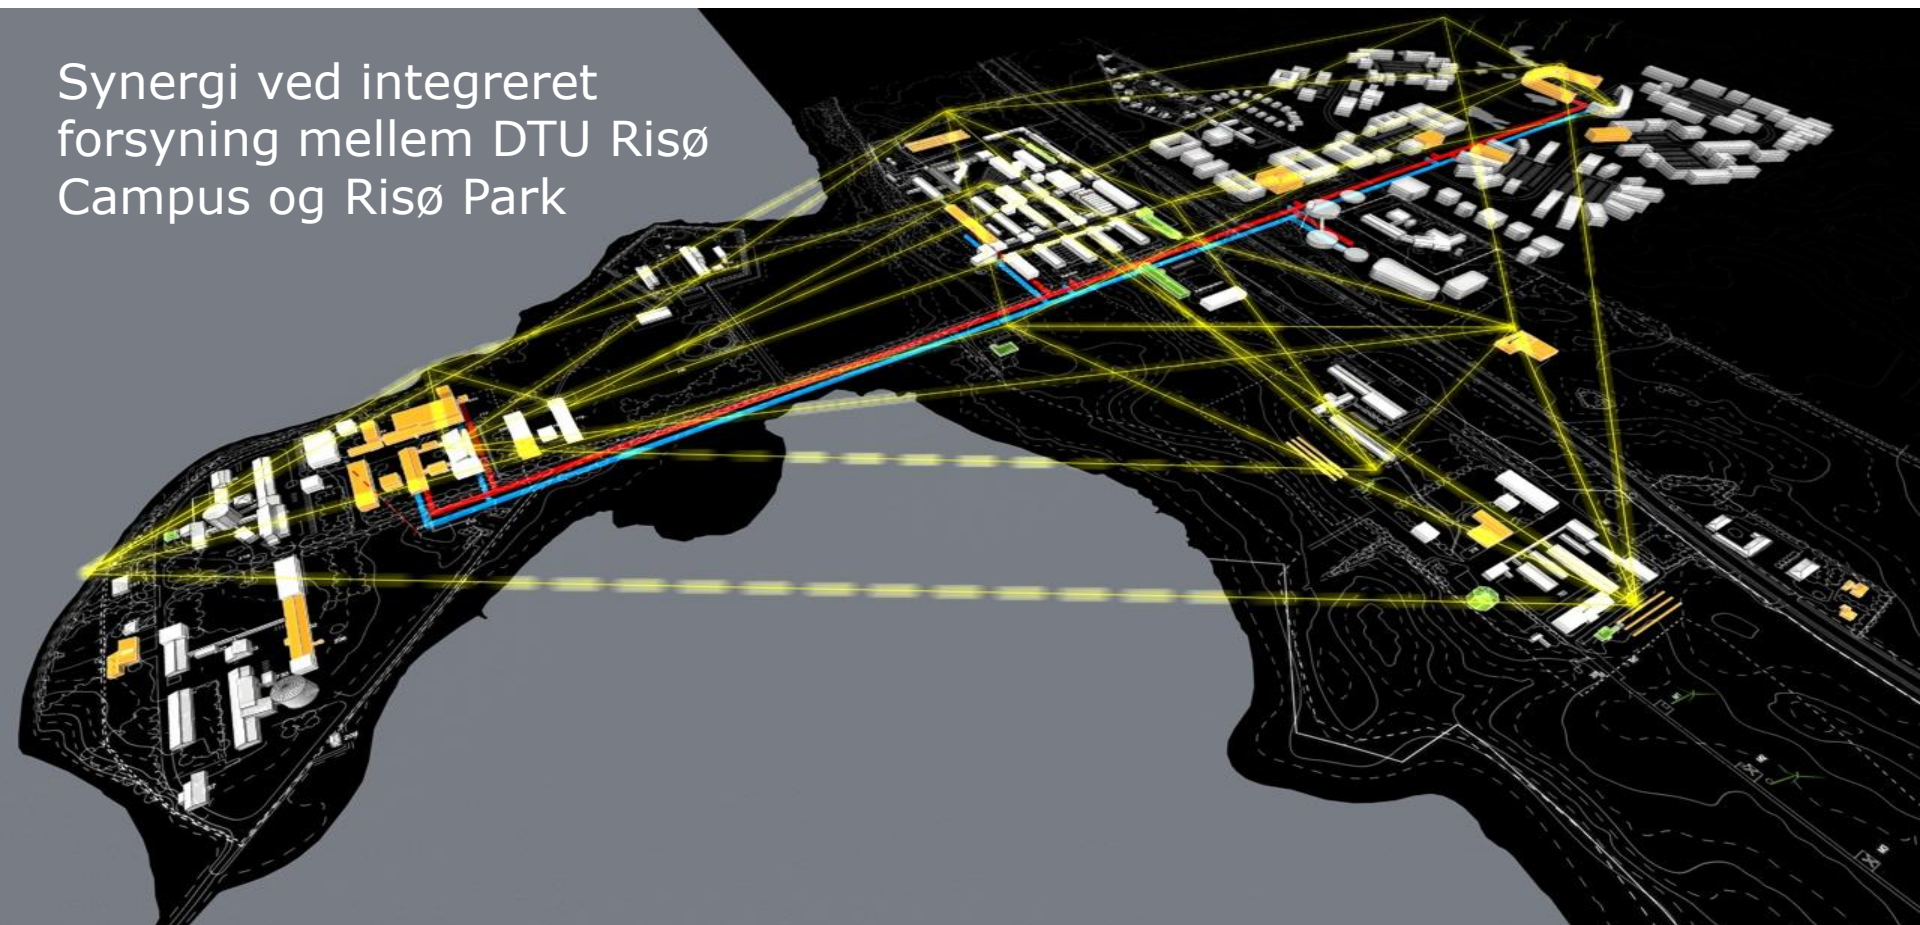 Synergi ved integreret
forsyning mellem DTU Risø
Campus og Risø Park